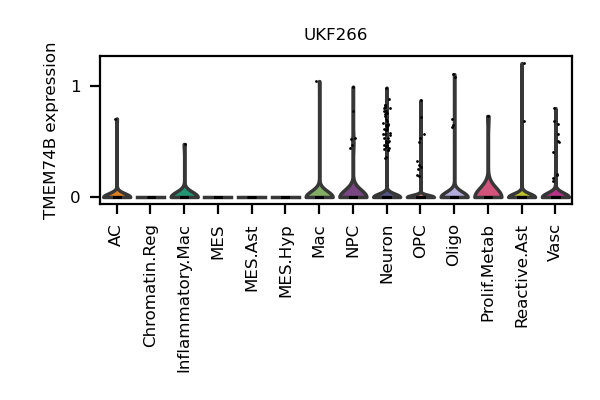 UKF266
TMEM74B expression
1
0
AC
Chromatin.Reg
Inflammatory.Mac
MES
MES.Ast
MES.Hyp
Mac
NPC
Neuron
OPC
Oligo
Prolif.Metab
Reactive.Ast
Vasc